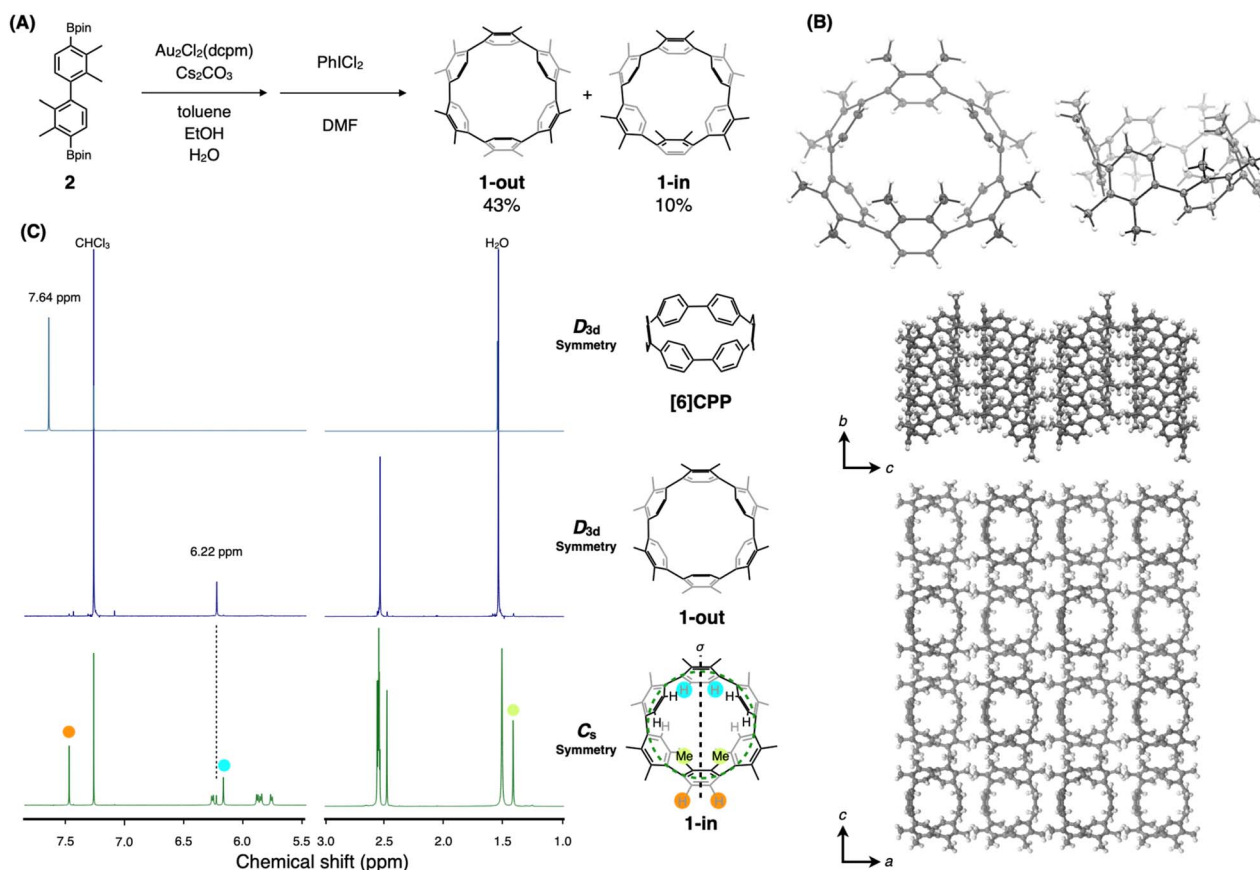 (A)
Bpin
Bpin
2
Au₂Cl₂(dcpm)
Cs₂CO₃
toluene
EtOH
H₂O
PhICl₂
DMF
1-out
43%
+
1-in
10%
(B)
b
c
c
a
(C)
CHCl₃
H₂O
7.64 ppm
D₃d
Symmetry
[6]CPP
6.22 ppm
D₃d
Symmetry
1-out
σ
H H
H H
H H
H H
Cs
Symmetry
Me Me
H H
1-in
7.5 7.0 6.5 6.0 5.5 3.0 2.5 2.0 1.5 1.0
Chemical shift (ppm)